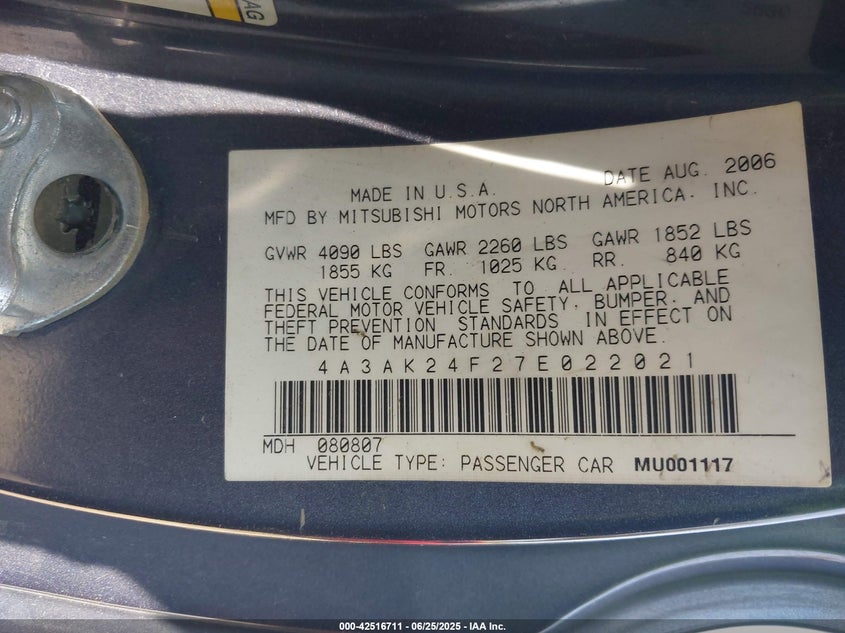 AG
DATE AUG. 2006
MADE IN U.S.A.
MFD BY MITSUBISHI MOTORS NORTH AMERICA. INC.
GVWR 4090 LBS GAWR 2260 LBS GAWR 1852 LBS
1855 KG FR. 1025 KG RR. 840 KG
THIS VEHICLE CONFORMS TO ALL APPLICABLE
FEDERAL MOTOR VEHICLE SAFETY. BUMPER. AND
THEFT PREVENTION STANDARDS IN EFFECT ON
THE DATE OF MANUFACTURE SHOWN ABOVE.
4A3AK24F27E022021
MDH 080807
VEHICLE TYPE: PASSENGER CAR MU001117
000-42516711 - 06/25/2025 - IAA Inc.